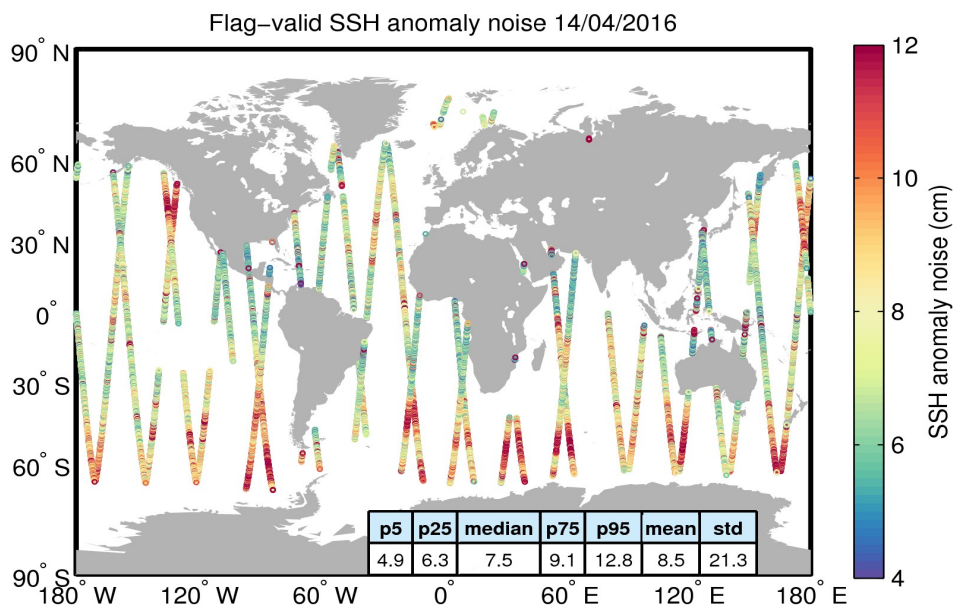 Flag−valid SSH anomaly noise 14/04/2016
90° N
60° N
30° N
0°
30° S
60° S
90° S
180° W
120° W
60° W
0°
60° E
120° E
180° E
12
10
8
6
4
SSH anomaly noise (cm)
p5 p25 median p75 p95 mean std
4.9 6.3 7.5 9.1 12.8 8.5 21.3